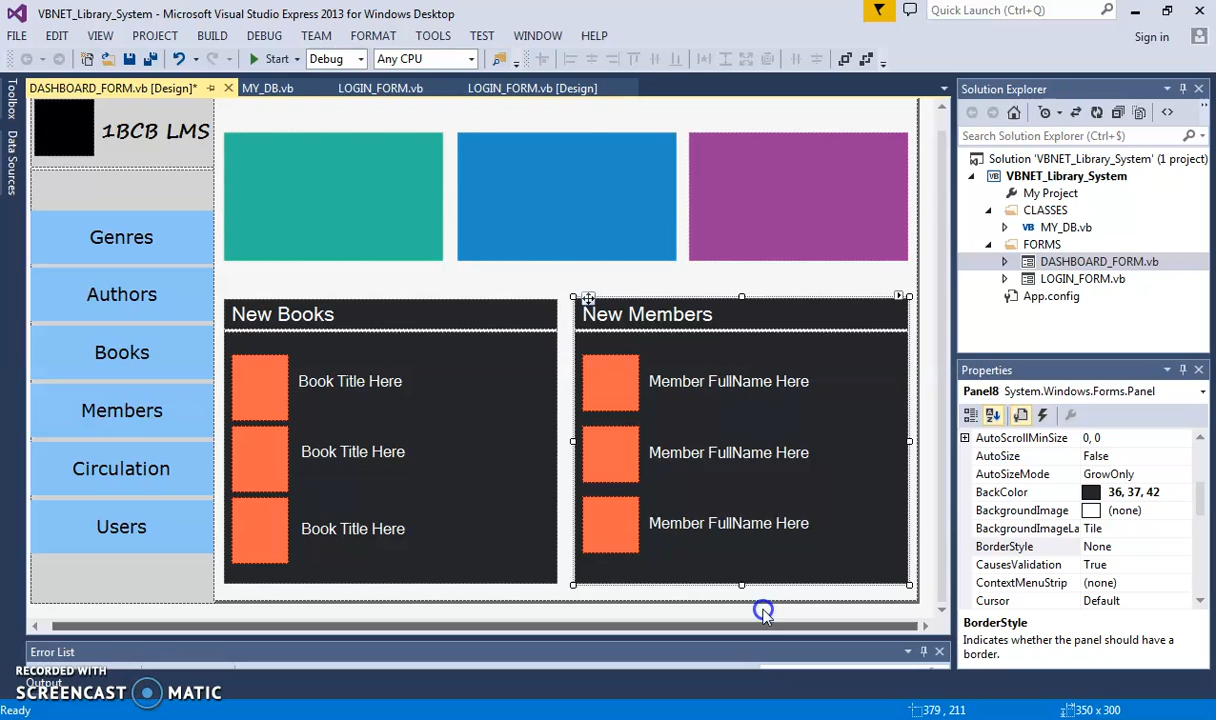 VBNET_Library_System - Microsoft Visual Studio Express 2013 for Windows Desktop
Quick Launch (Ctrl+Q)
FILE EDIT VIEW PROJECT BUILD DEBUG TEAM FORMAT TOOLS TEST WINDOW HELP
Sign in
Start Debug Any CPU
Toolbox
Data Sources
DASHBOARD_FORM.vb [Design]* MY_DB.vb LOGIN_FORM.vb LOGIN_FORM.vb [Design]
1BCB LMS
Genres
Authors
Books
Members
Circulation
Users
New Books
Book Title Here
Book Title Here
Book Title Here
New Members
Member FullName Here
Member FullName Here
Member FullName Here
Solution Explorer
Search Solution Explorer (Ctrl+$)
Solution 'VBNET_Library_System' (1 project)
VB VBNET_Library_System
My Project
CLASSES
VB MY_DB.vb
FORMS
DASHBOARD_FORM.vb
LOGIN_FORM.vb
App.config
Properties
Panel8 System.Windows.Forms.Panel
AutoScrollMinSize 0, 0
AutoSize False
AutoSizeMode GrowOnly
BackColor 36, 37, 42
BackgroundImage (none)
BackgroundImageLa Tile
BorderStyle None
CausesValidation True
ContextMenuStrip (none)
Cursor Default
BorderStyle
Indicates whether the panel should have a
border.
Error List
Output
RECORDED WITH
SCREENCAST MATIC
Ready
379 , 211
350 x 300